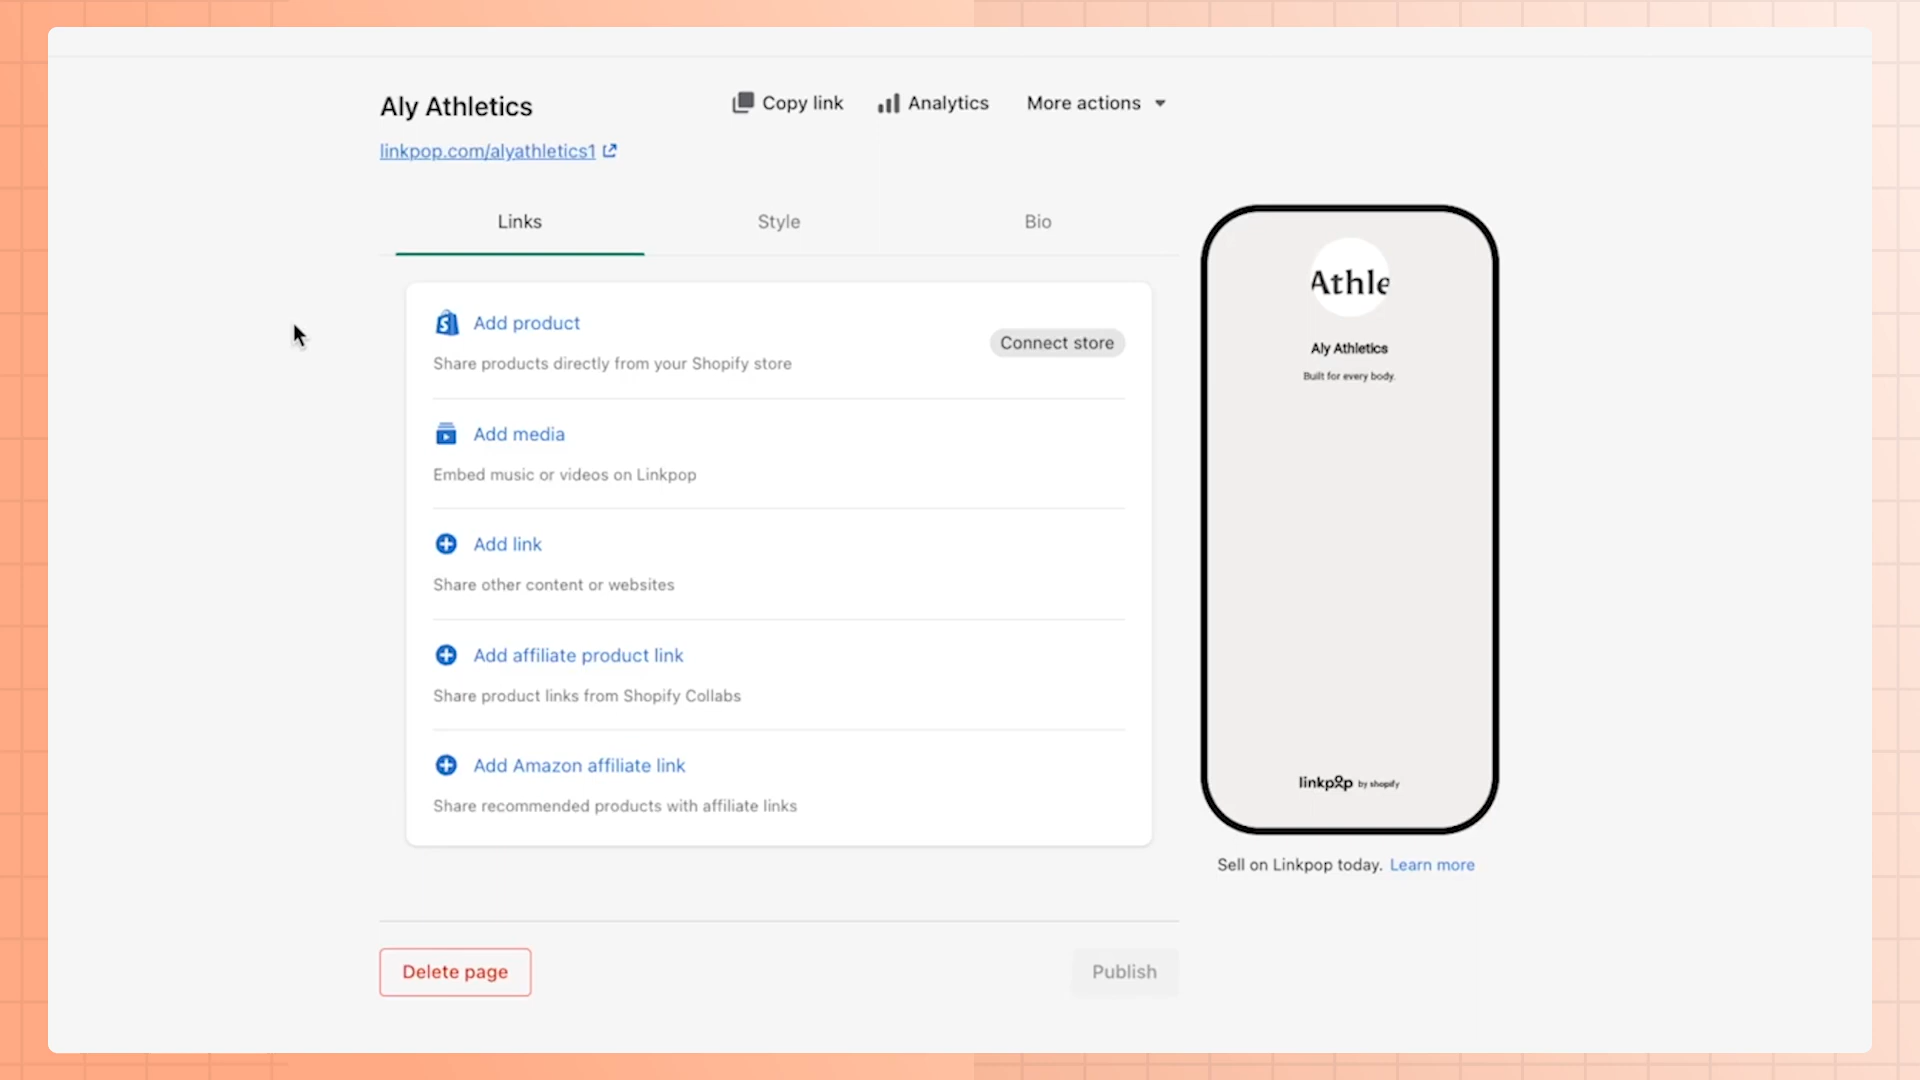 Aly Athletics
Copy link
Analytics
More actions
linkpop.com/alyathletics1
Links
Style
Bio
Add product
Share products directly from your Shopify store
Connect store
Add media
Embed music or videos on Linkpop
Add link
Share other content or websites
Add affiliate product link
Share product links from Shopify Collabs
Add Amazon affiliate link
Share recommended products with affiliate links
Athle
Aly Athletics
Built for every body.
linkpop by shopify
Sell on Linkpop today. Learn more
Delete page
Publish